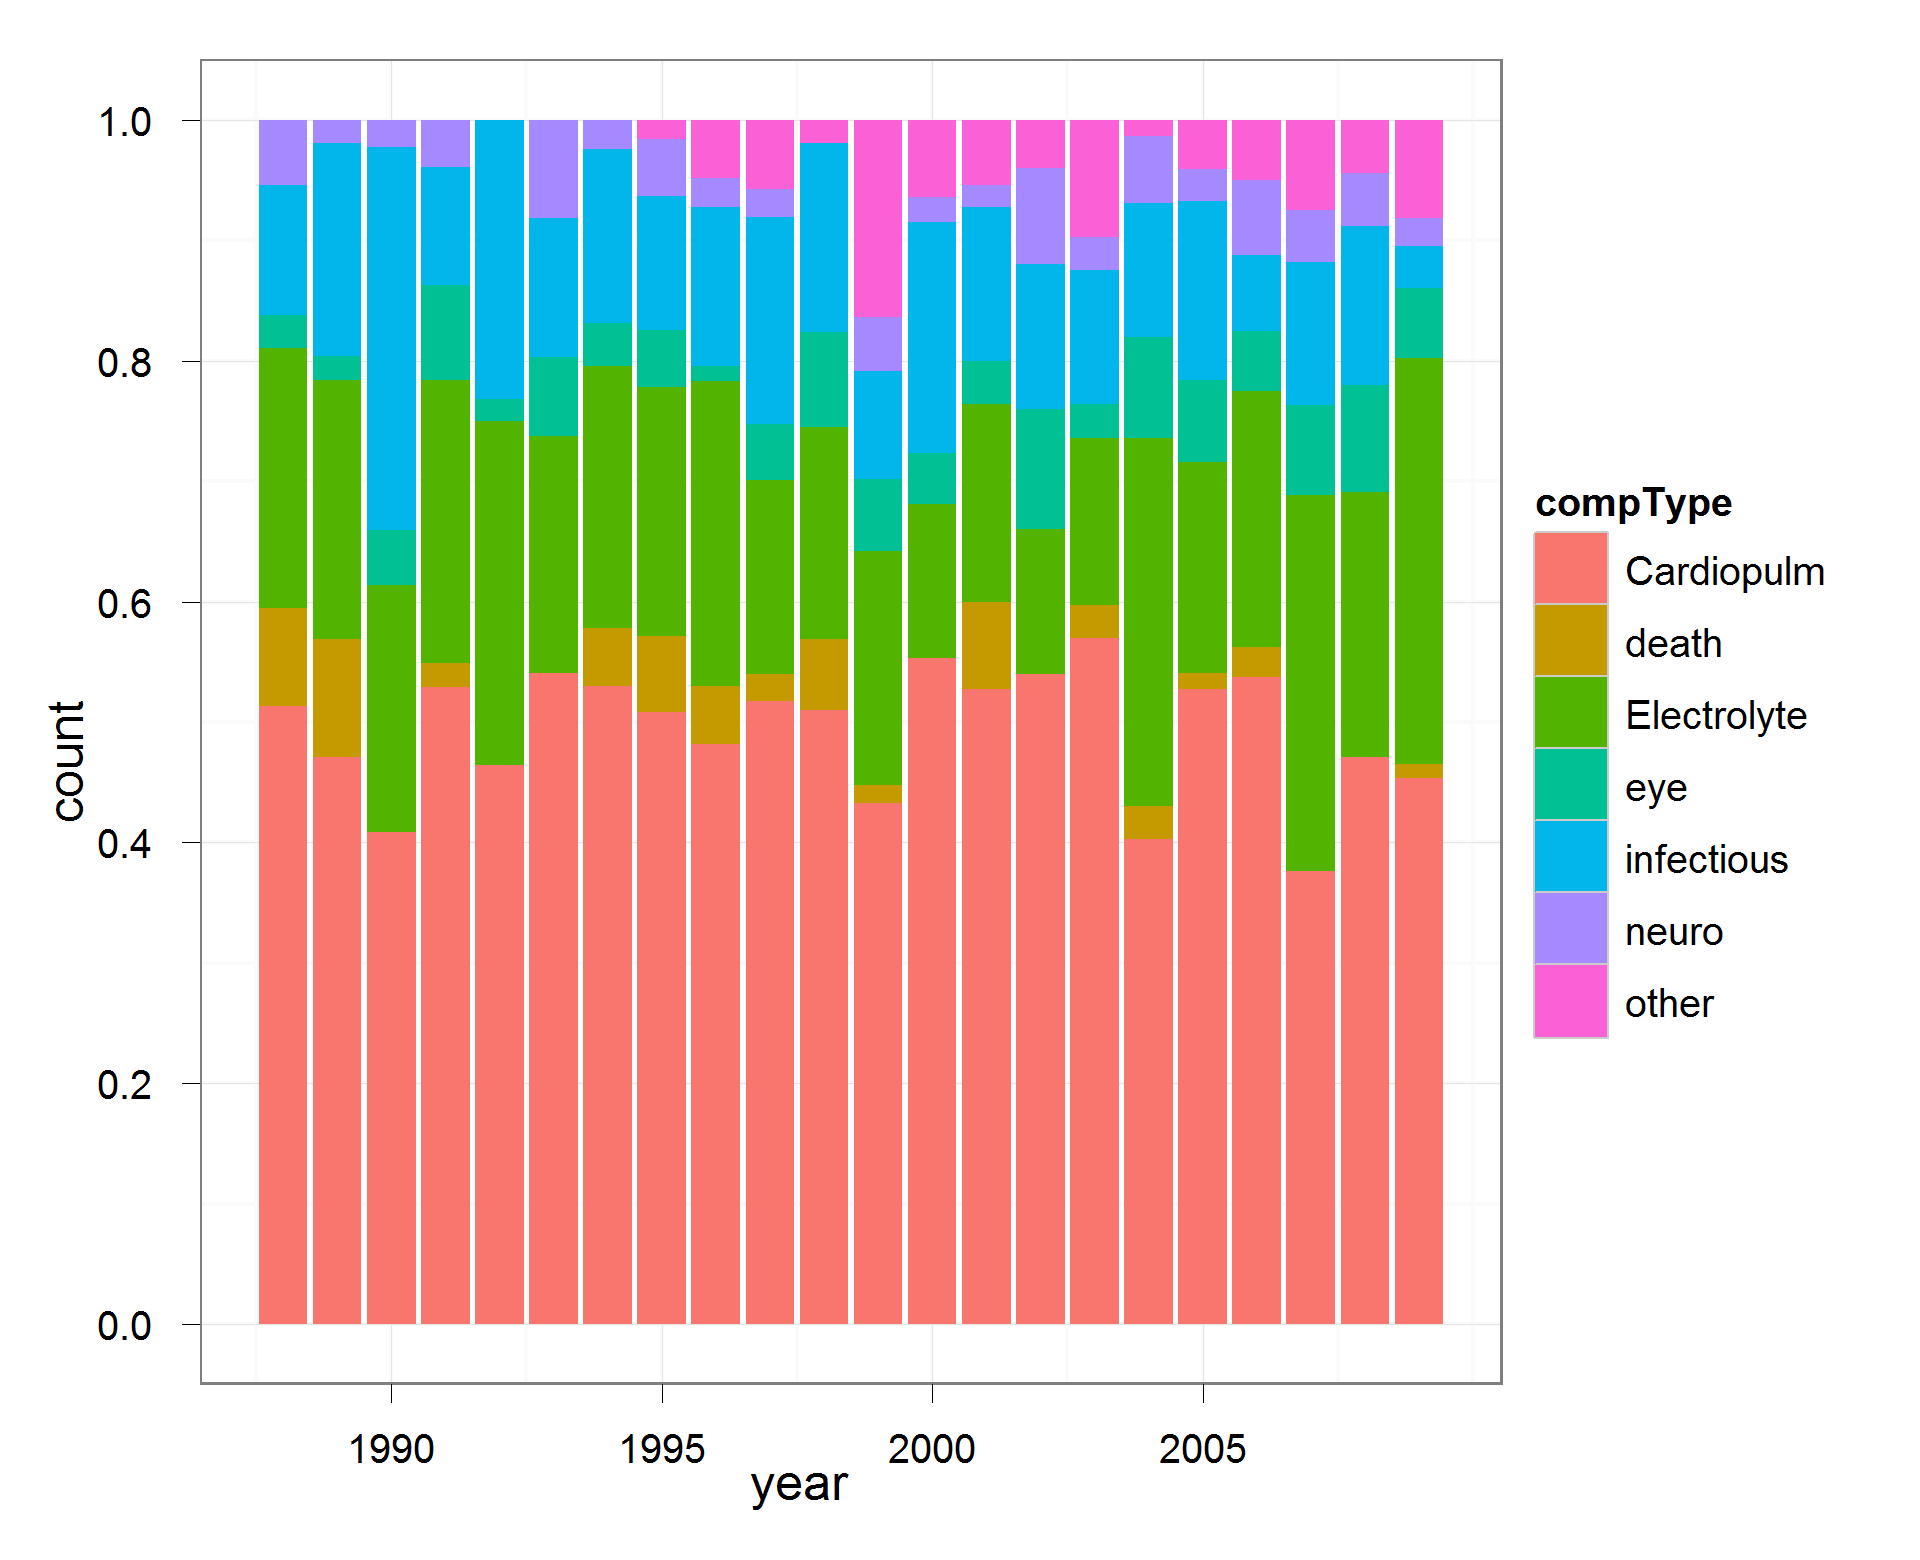 1.0
0.8
0.6
0.4
0.2
0.0
count
1990
1995
2000
2005
year
compType
Cardiopulm
death
Electrolyte
eye
infectious
neuro
other